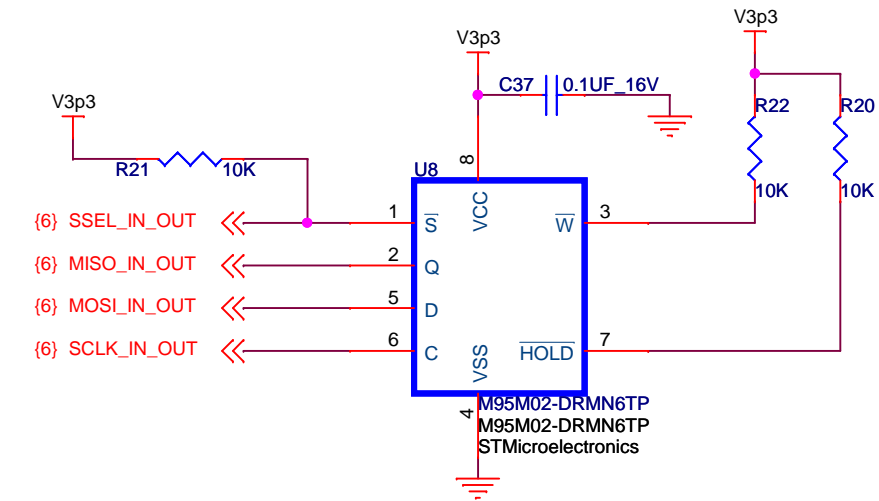 V3p3
V3p3
V3p3
C37 0.1UF_16V
R22
R20
R21
10K
10K
10K
U8
8
VCC
{6} SSEL_IN_OUT
1
S
W
3
{6} MISO_IN_OUT
2
Q
{6} MOSI_IN_OUT
5
D
{6} SCLK_IN_OUT
6
C
VSS
HOLD
7
4
M95M02-DRMN6TP
M95M02-DRMN6TP
STMicroelectronics